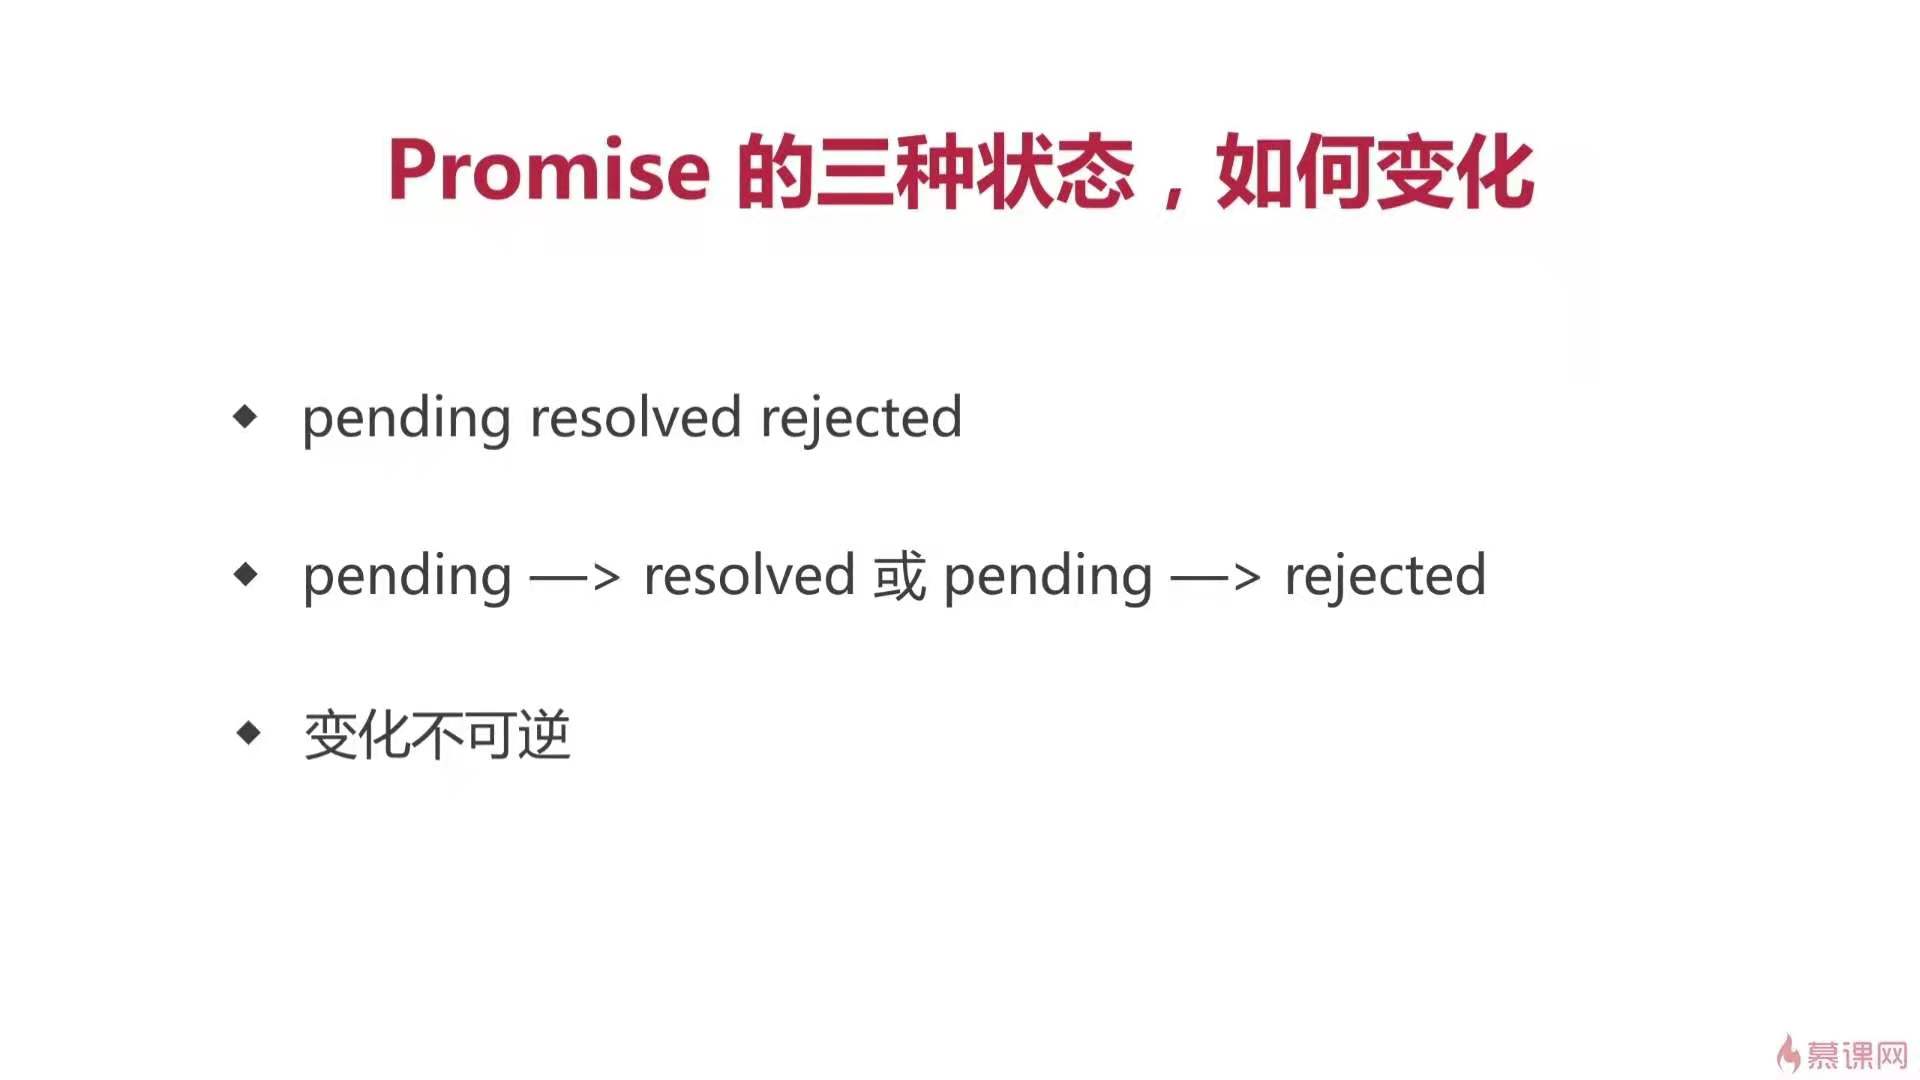 Promise 的三种状态，如何变化
◆ pending resolved rejected
◆ pending —> resolved 或 pending —> rejected
◆ 变化不可逆
慕课网